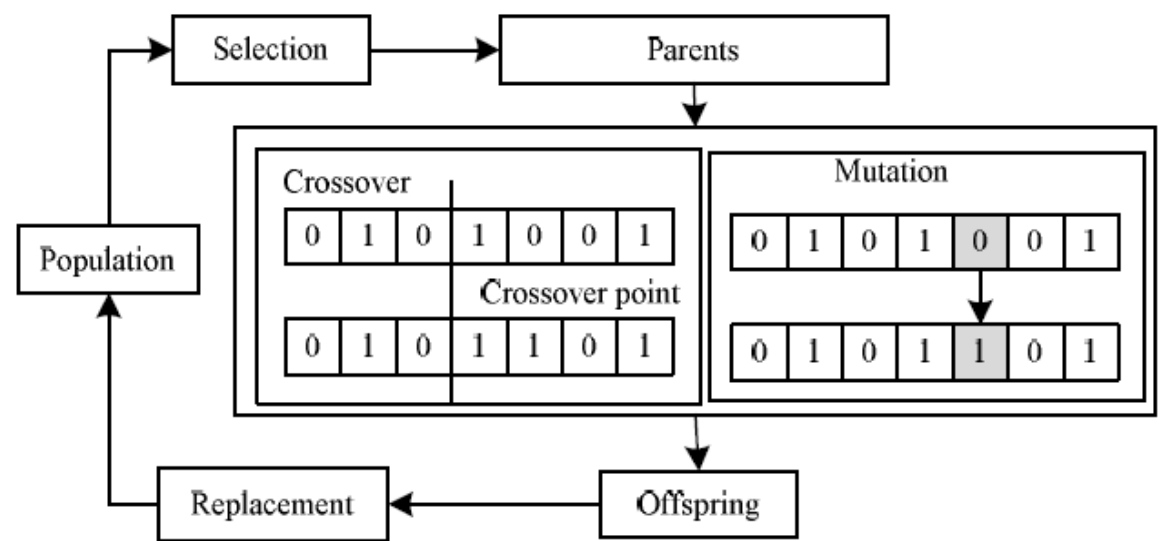 Selection
Parents
Crossover
Mutation
0 1 0 1 0 0 1
0 1 0 1 0 0 1
Population
Crossover point
0 1 0 1 1 0 1
0 1 0 1 1 0 1
Replacement
Offspring